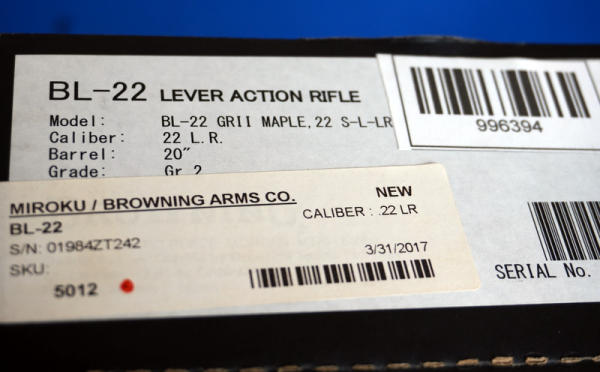 BL-22 LEVER ACTION RIFLE
Model: BL-22 GRII MAPLE, 22 S-L-LR
Caliber: 22 L.R.
Barrel: 20"
Grade: Gr.2
996394
MIROKU / BROWNING ARMS CO. NEW
BL-22 CALIBER : .22 LR
S/N: 01984ZT242 3/31/2017
SKU:
5012
SERIAL No.